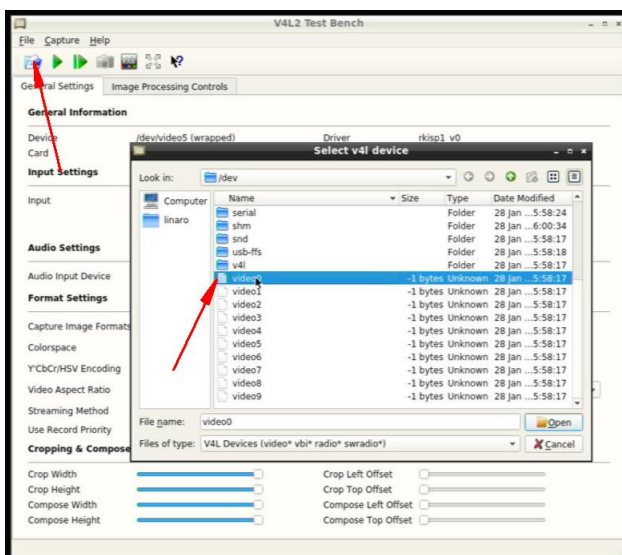 V4L2 Test Bench
File Capture Help
General Settings Image Processing Controls
General Information
Device /dev/video5 (wrapped) Driver rkisp1_v0
Card
Select v4l device
Input Settings
Look in: /dev
Input
Computer
linaro
Name Size Type Date Modified
serial Folder 28 Jan ...5:58:24
shm Folder 28 Jan ...6:00:34
snd Folder 28 Jan ...5:58:17
usb-ffs Folder 28 Jan ...5:58:18
v4l Folder 28 Jan ...5:58:17
video0 -1 bytes Unknown 28 Jan ...5:58:17
video1 -1 bytes Unknown 28 Jan ...5:58:17
video2 -1 bytes Unknown 28 Jan ...5:58:17
video3 -1 bytes Unknown 28 Jan ...5:58:17
video4 -1 bytes Unknown 28 Jan ...5:58:17
video5 -1 bytes Unknown 28 Jan ...5:58:17
video6 -1 bytes Unknown 28 Jan ...5:58:17
video7 -1 bytes Unknown 28 Jan ...5:58:17
video8 -1 bytes Unknown 28 Jan ...5:58:17
video9 -1 bytes Unknown 28 Jan ...5:58:17
Audio Settings
Audio Input Device
Format Settings
Capture Image Formats
Colorspace
Y'CbCr/HSV Encoding
Video Aspect Ratio
Streaming Method
Use Record Priority
File name: video0 Open
Files of type: V4L Devices (video* vbi* radio* swradio*) Cancel
Cropping & Compose
Crop Width Crop Left Offset
Crop Height Crop Top Offset
Compose Width Compose Left Offset
Compose Height Compose Top Offset